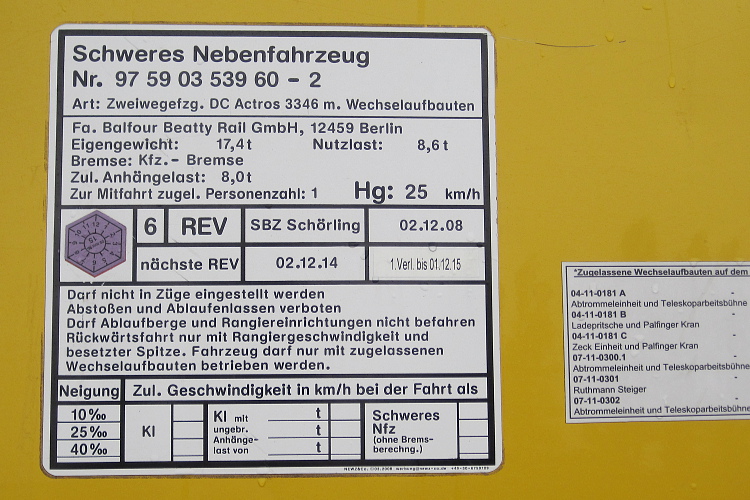 Schweres Nebenfahrzeug
Nr. 97 59 03 539 60 - 2
Art: Zweiwegefzg. DC Actros 3346 m. Wechselaufbauten
Fa. Balfour Beatty Rail GmbH, 12459 Berlin
Eigengewicht: 17,4 t Nutzlast: 8,6 t
Bremse: Kfz.- Bremse
Zul. Anhängelast: 8,0 t
Zur Mitfahrt zugel. Personenzahl: 1 Hg: 25 km/h
6 REV SBZ Schörling 02.12.08
nächste REV 02.12.14 1.Verl. bis 01.12.15
Darf nicht in Züge eingestellt werden
Abstoßen und Ablaufenlassen verboten
Darf Ablaufberge und Rangiereinrichtungen nicht befahren
Rückwärtsfahrt nur mit Rangiergeschwindigkeit und
besetzter Spitze. Fahrzeug darf nur mit zugelassenen
Wechselaufbauten betrieben werden.
Neigung Zul. Geschwindigkeit in km/h bei der Fahrt als
10‰
25‰
40‰
Kl
Kl mit t
ungebr. t
Anhänge-
last von t
Schweres
Nfz
(ohne Brems-
berechng.)
*Zugelassene Wechselaufbauten auf dem
04-11-0181 A -
Abtrommeleinheit und Teleskoparbeitsbühne
04-11-0181 B -
Ladepritsche und Palfinger Kran
04-11-0181 C -
Zeck Einheit und Palfinger Kran
07-11-0300.1 -
Abtrommeleinheit und Teleskoparbeitsbühne
07-11-0301 -
Ruthmann Steiger
07-11-0302 -
Abtrommeleinheit und Teleskoparbeitsbühne